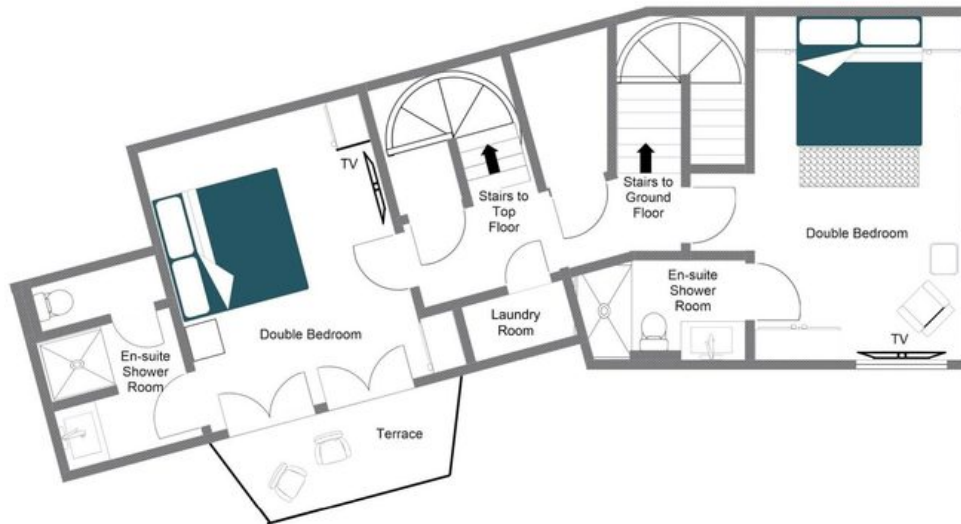 TV
Stairs to
Top
Floor
Stairs to
Ground
Floor
Double Bedroom
En-suite
Shower
Room
Laundry
Room
Double Bedroom
En-suite
Shower
Room
TV
Terrace